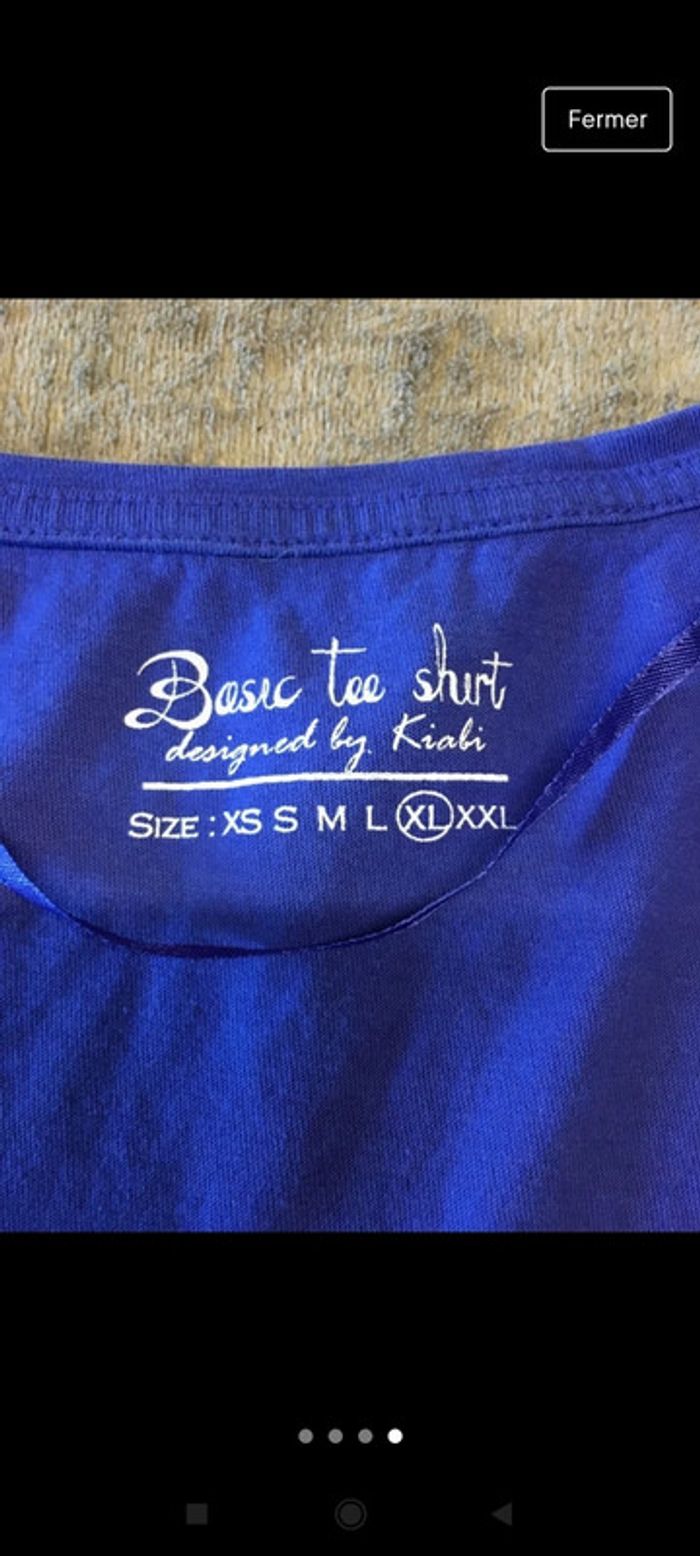 Fermer
Basic tee shirt
designed by Kiabi
SIZE : XS S M L XL XXL